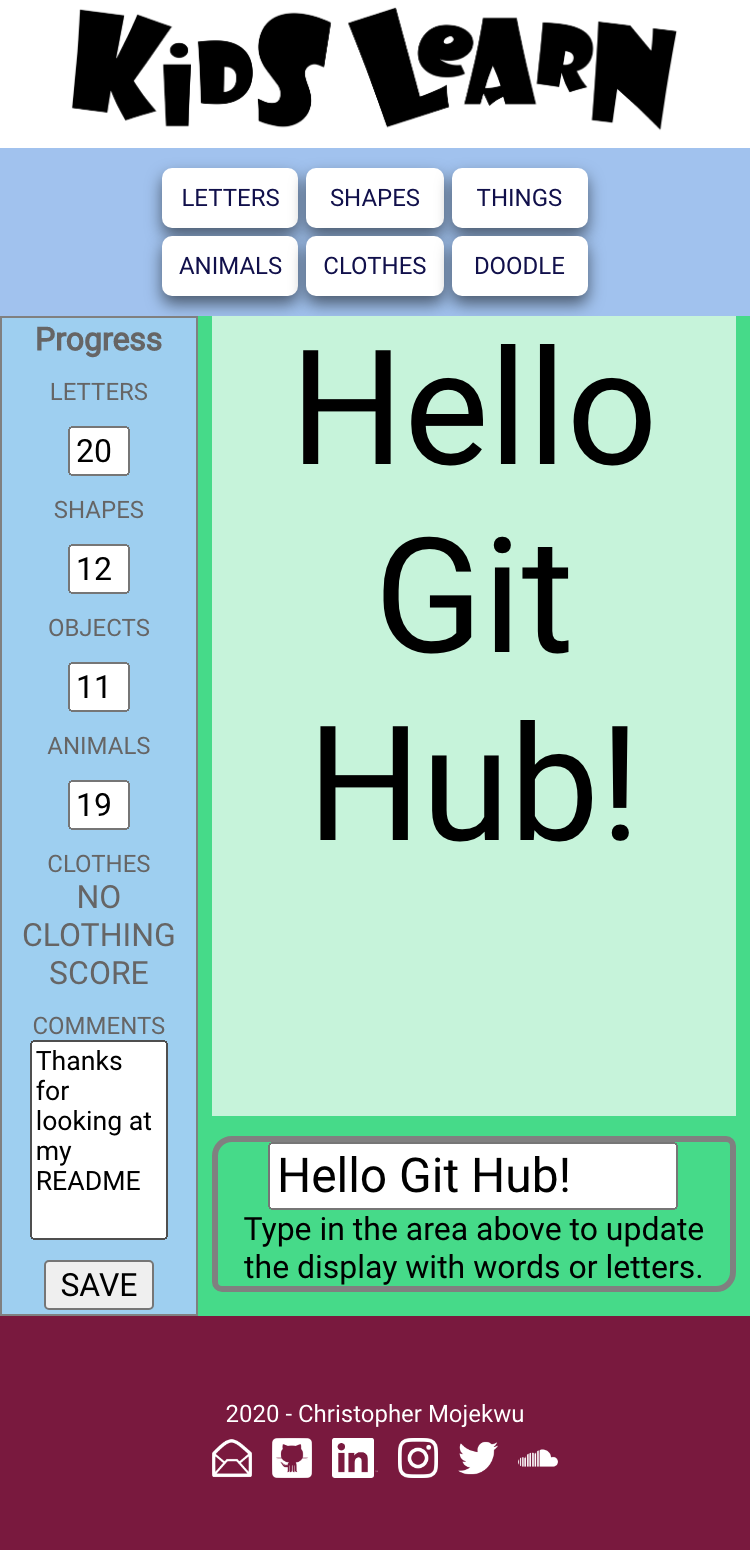 KiDS LeARN
LETTERS SHAPES THINGS
ANIMALS CLOTHES DOODLE
Progress
LETTERS
20
SHAPES
12
OBJECTS
11
ANIMALS
19
CLOTHES
NO
CLOTHING
SCORE
COMMENTS
Thanks
for
looking at
my
README
SAVE
Hello
Git
Hub!
Hello Git Hub!
Type in the area above to update
the display with words or letters.
2020 - Christopher Mojekwu
in